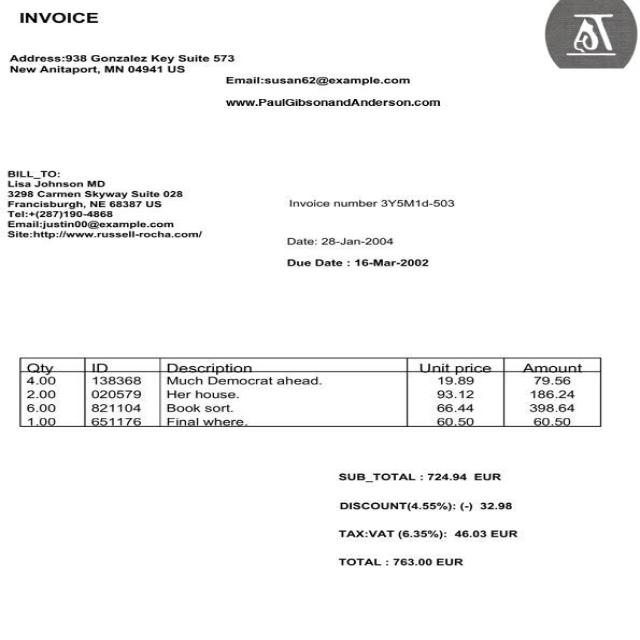 INVOICE
Address:938 Gonzalez Key Suite 573
New Anitaport, MN 04941 US
Email:susan62@example.com
www.PaulGibsonandAnderson.com
BILL_TO:
Lisa Johnson MD
3298 Carmen Skyway Suite 028
Francisburgh, NE 68387 US
Tel:+(287)190-4868
Email:justin00@example.com
Site:http://www.russell-rocha.com/
Invoice number 3Y5M1d-503
Date: 28-Jan-2004
Due Date : 16-Mar-2002
Qty ID Description Unit price Amount
4.00 138368 Much Democrat ahead. 19.89 79.56
2.00 020579 Her house. 93.12 186.24
6.00 821104 Book sort. 66.44 398.64
1.00 651176 Final where. 60.50 60.50
SUB_TOTAL : 724.94 EUR
DISCOUNT(4.55%): (-) 32.98
TAX:VAT (6.35%): 46.03 EUR
TOTAL : 763.00 EUR